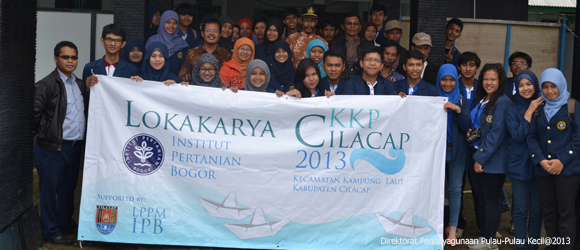 LOKAKARYA
INSTITUT
PERTANIAN
BOGOR
KKP
CILACAP
2013
KECAMATAN KAMPUNG LAUT
KABUPATEN CILACAP
SUPPORTED BY:
LPPM
IPB
Direktorat Pendayagunaan Pulau-Pulau Kecil@2013